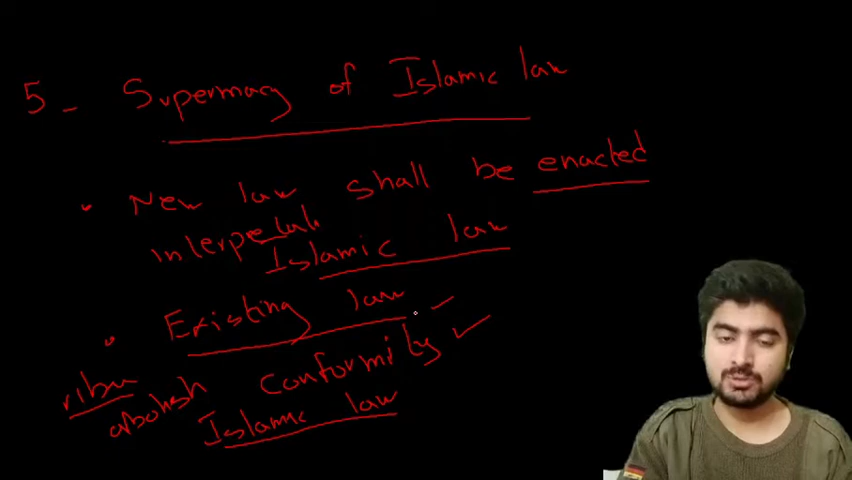 5 - Supermacy of Islamic law
• New law shall be enacted
Islamic law
• Existing law
riba abolish conformity
Islamic law